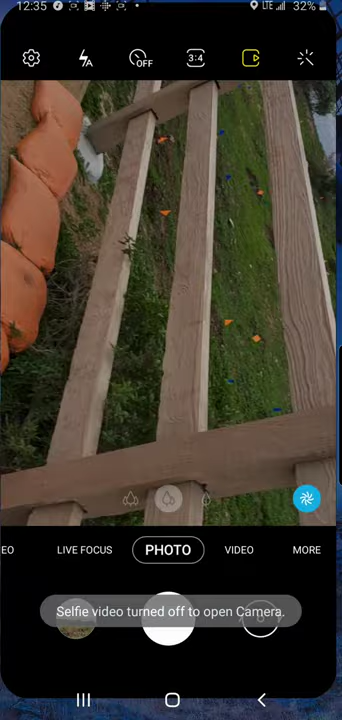 12:35
LTE 32%
A OFF 3:4
EO LIVE FOCUS PHOTO VIDEO MORE
Selfie video turned off to open Camera.